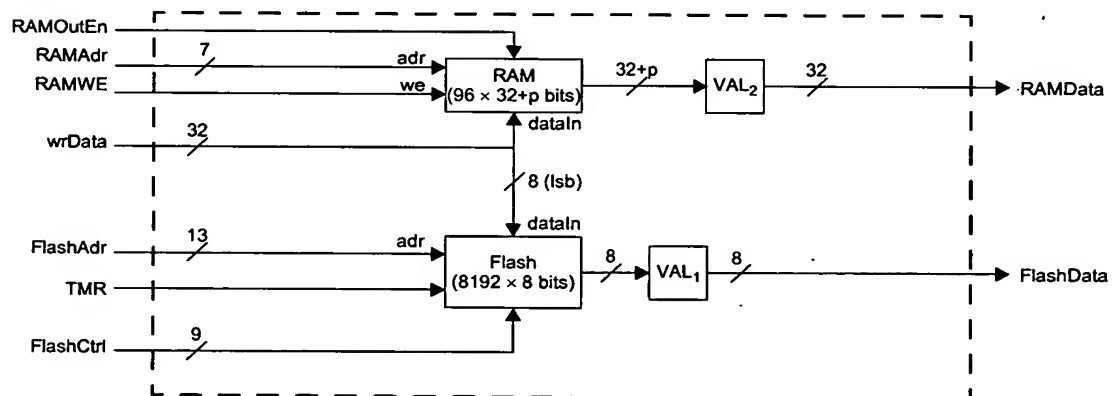 RAMOutEn
RAMAdr 7 adr
RAMWE we
RAM
(96 × 32+p bits)
32+p
VAL2
32
RAMData
dataIn
wrData 32
8 (lsb)
dataIn
FlashAdr 13 adr
Flash
(8192 × 8 bits)
8
VAL1
8
FlashData
TMR
FlashCtrl 9